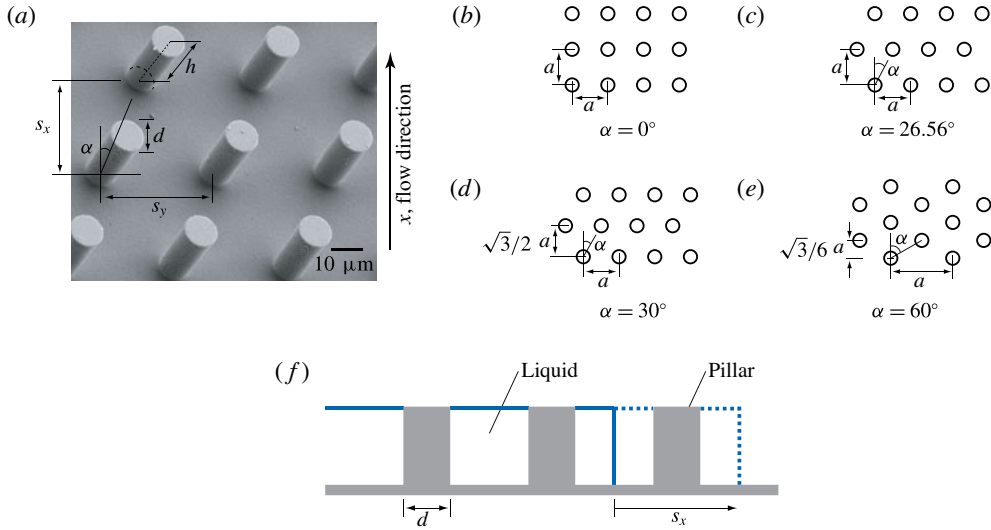 (a)
h
s_x
α
d
s_y
x, flow direction
10 μm
(b)
a
a
α = 0°
(c)
α
a
a
α = 26.56°
(d)
α
√3/2 a
a
α = 30°
(e)
α
√3/6 a
a
α = 60°
(f)
Liquid
Pillar
d
s_x